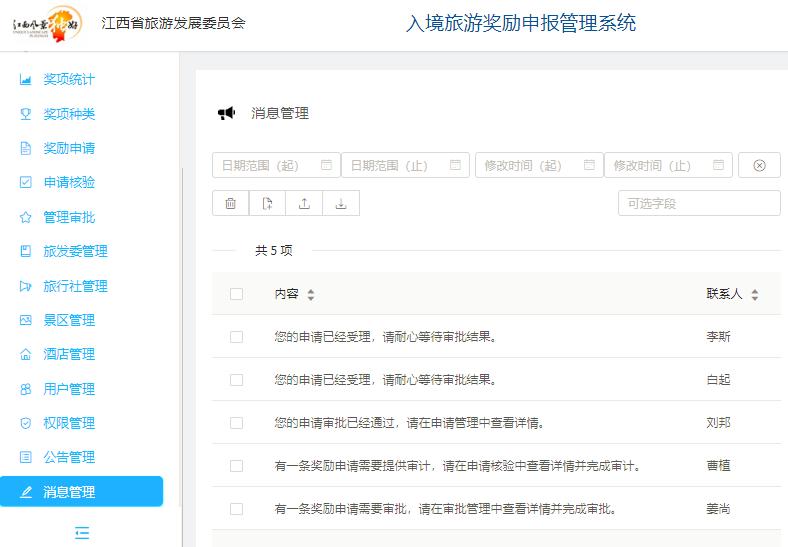 江西风景独好
UNIQUE LANDSCAPE
IN JIANGXI
江西省旅游发展委员会
入境旅游奖励申报管理系统
奖项统计
奖项种类
奖励申请
申请核验
管理审批
旅发委管理
旅行社管理
景区管理
酒店管理
用户管理
权限管理
公告管理
消息管理
消息管理
日期范围（起） 日期范围（止） 修改时间（起） 修改时间（止）
可选字段
共 5 项
内容 联系人
您的申请已经受理，请耐心等待审批结果。 李斯
您的申请已经受理，请耐心等待审批结果。 白起
您的申请审批已经通过，请在申请管理中查看详情。 刘邦
有一条奖励申请需要提供审计，请在申请核验中查看详情并完成审计。 曹植
有一条奖励申请需要审批，请在审批管理中查看详情并完成审批。 姜尚